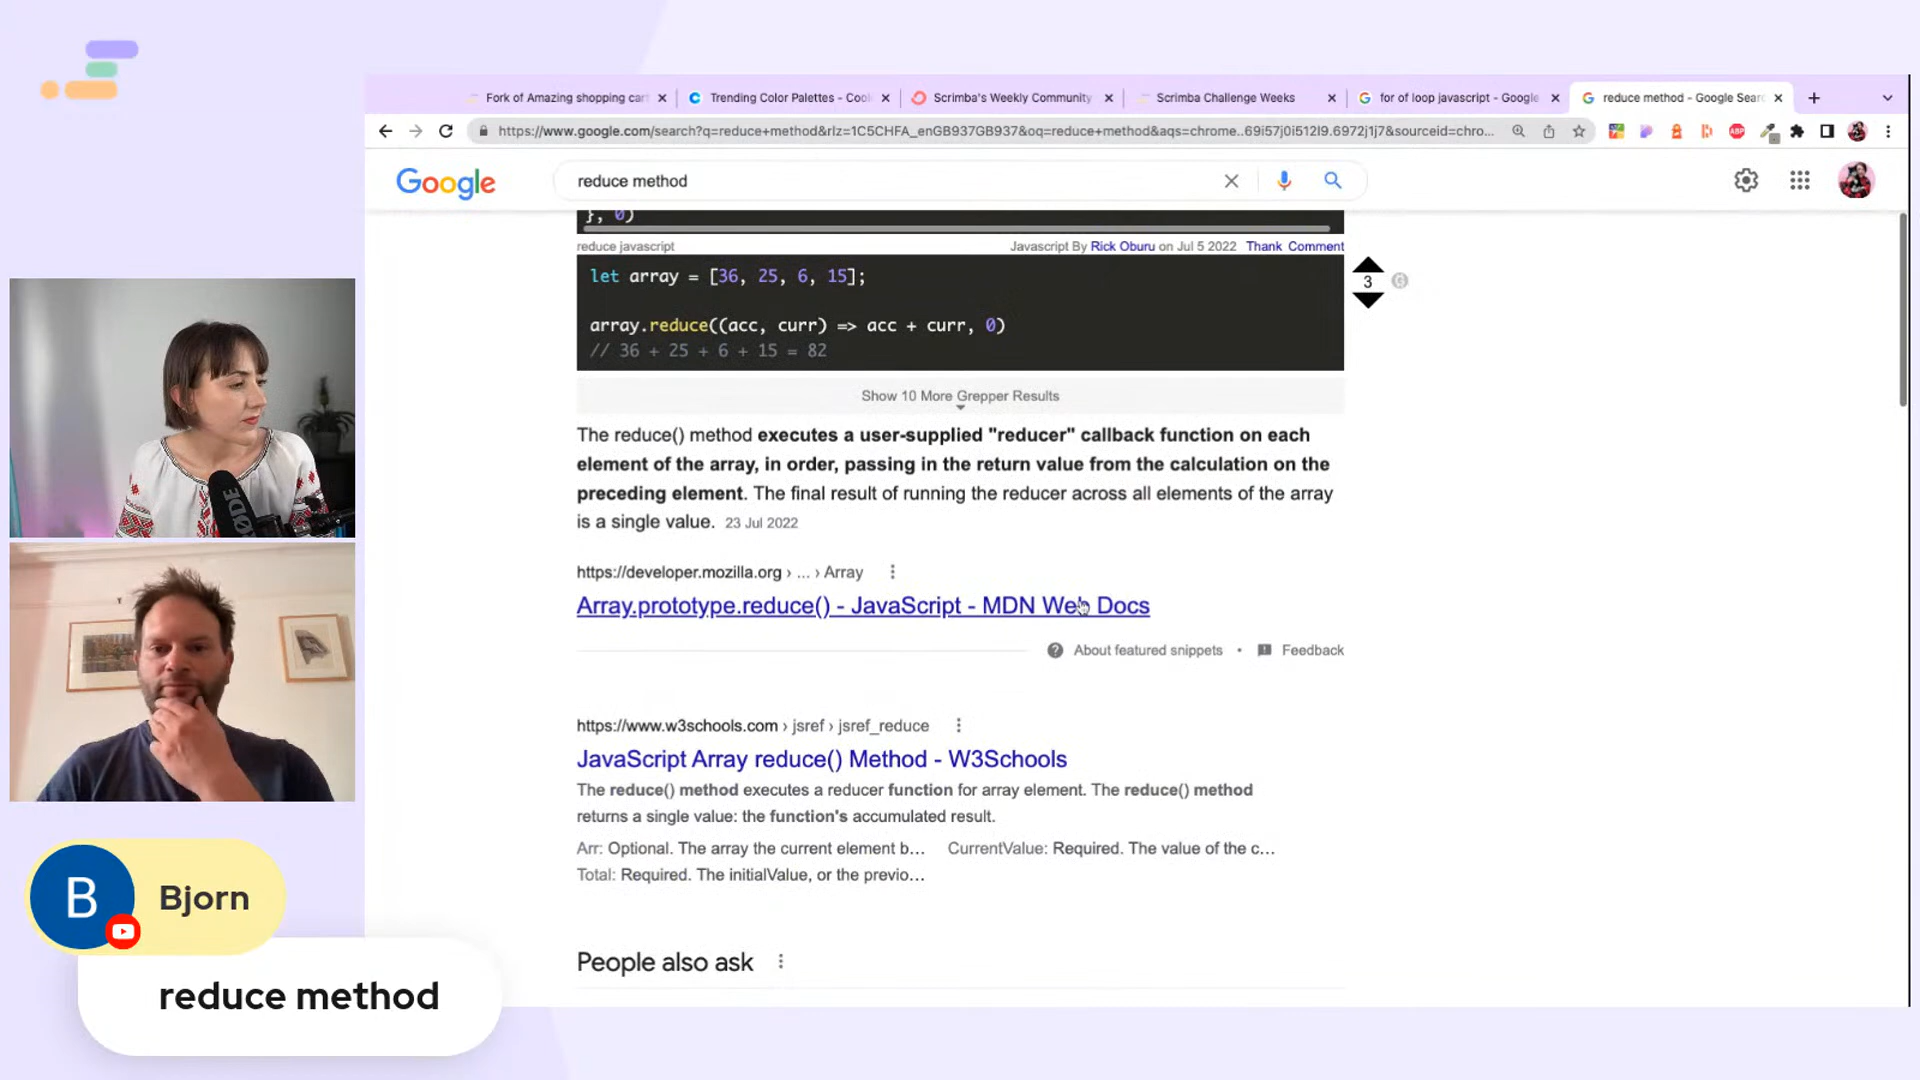 Fork of Amazing shopping car
Trending Color Palettes - Cool
Scrimba's Weekly Community
Scrimba Challenge Weeks
for of loop javascript - Google
reduce method - Google Sear
https://www.google.com/search?q=reduce+method&rlz=1C5CHFA_enGB937GB937&oq=reduce+method&aqs=chrome..69i57j0i512l9.6972j1j7&sourceid=chro...
Google
reduce method
}, 0)
reduce javascript
Javascript By Rick Oburu on Jul 5 2022 Thank Comment
let array = [36, 25, 6, 15];
array.reduce((acc, curr) => acc + curr, 0)
// 36 + 25 + 6 + 15 = 82
3
Show 10 More Grepper Results
The reduce() method executes a user-supplied "reducer" callback function on each
element of the array, in order, passing in the return value from the calculation on the
preceding element. The final result of running the reducer across all elements of the array
is a single value. 23 Jul 2022
https://developer.mozilla.org › ... › Array
Array.prototype.reduce() - JavaScript - MDN Web Docs
About featured snippets • Feedback
https://www.w3schools.com › jsref › jsref_reduce
JavaScript Array reduce() Method - W3Schools
The reduce() method executes a reducer function for array element. The reduce() method
returns a single value: the function's accumulated result.
Arr: Optional. The array the current element b... CurrentValue: Required. The value of the c...
Total: Required. The initialValue, or the previo...
People also ask
RØDE
B
Bjorn
reduce method